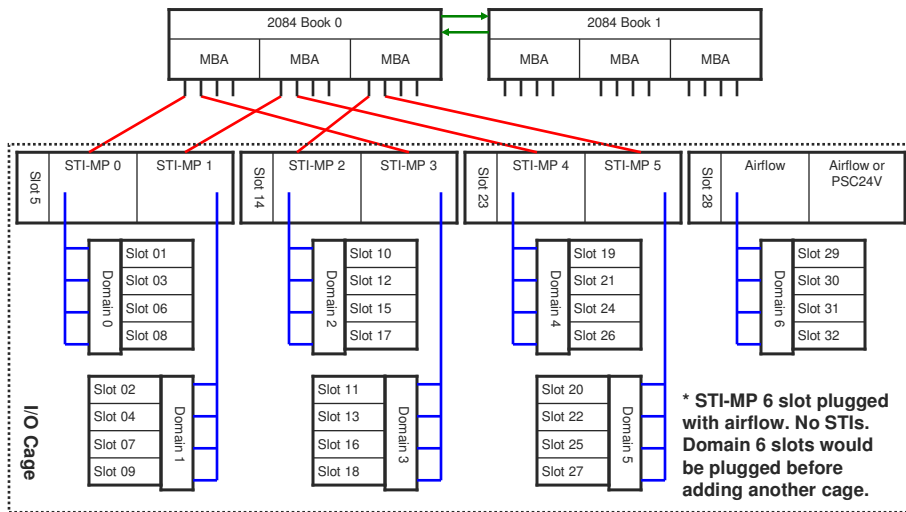 2084 Book 0
2084 Book 1
MBA
MBA
MBA
MBA
MBA
MBA
Slot 5
STI-MP 0
STI-MP 1
Slot 14
STI-MP 2
STI-MP 3
Slot 23
STI-MP 4
STI-MP 5
Slot 28
Airflow
Airflow or
PSC24V
Domain 0
Slot 01
Slot 03
Slot 06
Slot 08
Domain 2
Slot 10
Slot 12
Slot 15
Slot 17
Domain 4
Slot 19
Slot 21
Slot 24
Slot 26
Domain 6
Slot 29
Slot 30
Slot 31
Slot 32
I/O Cage
Slot 02
Slot 04
Slot 07
Slot 09
Domain 1
Slot 11
Slot 13
Slot 16
Slot 18
Domain 3
Slot 20
Slot 22
Slot 25
Slot 27
Domain 5
* STI-MP 6 slot plugged
with airflow. No STIs.
Domain 6 slots would
be plugged before
adding another cage.